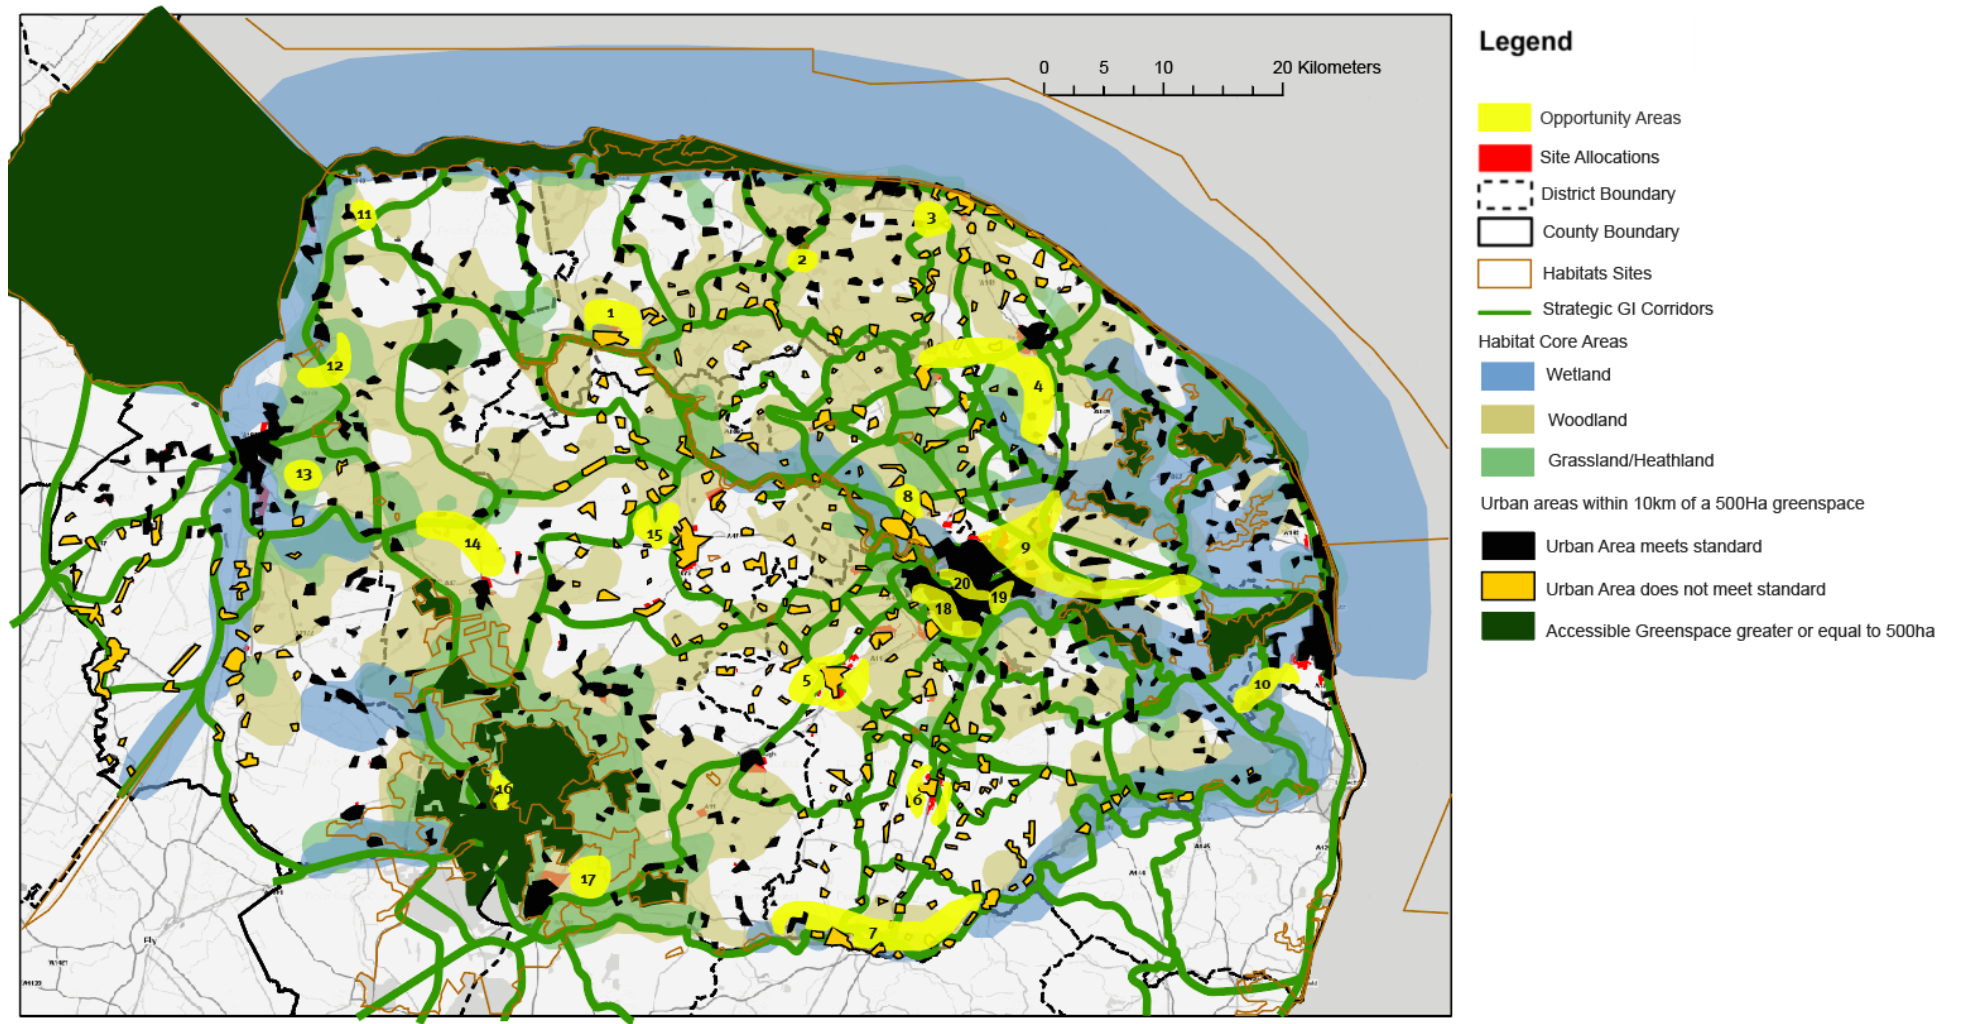 Legend
0 5 10 20 Kilometers
Opportunity Areas
Site Allocations
District Boundary
County Boundary
Habitats Sites
Strategic GI Corridors
Habitat Core Areas
Wetland
Woodland
Grassland/Heathland
Urban areas within 10km of a 500Ha greenspace
Urban Area meets standard
Urban Area does not meet standard
Accessible Greenspace greater or equal to 500ha
11
3
2
1
12
4
13
8
14
15
9
20
19
18
5
10
16
6
17
7
Ely